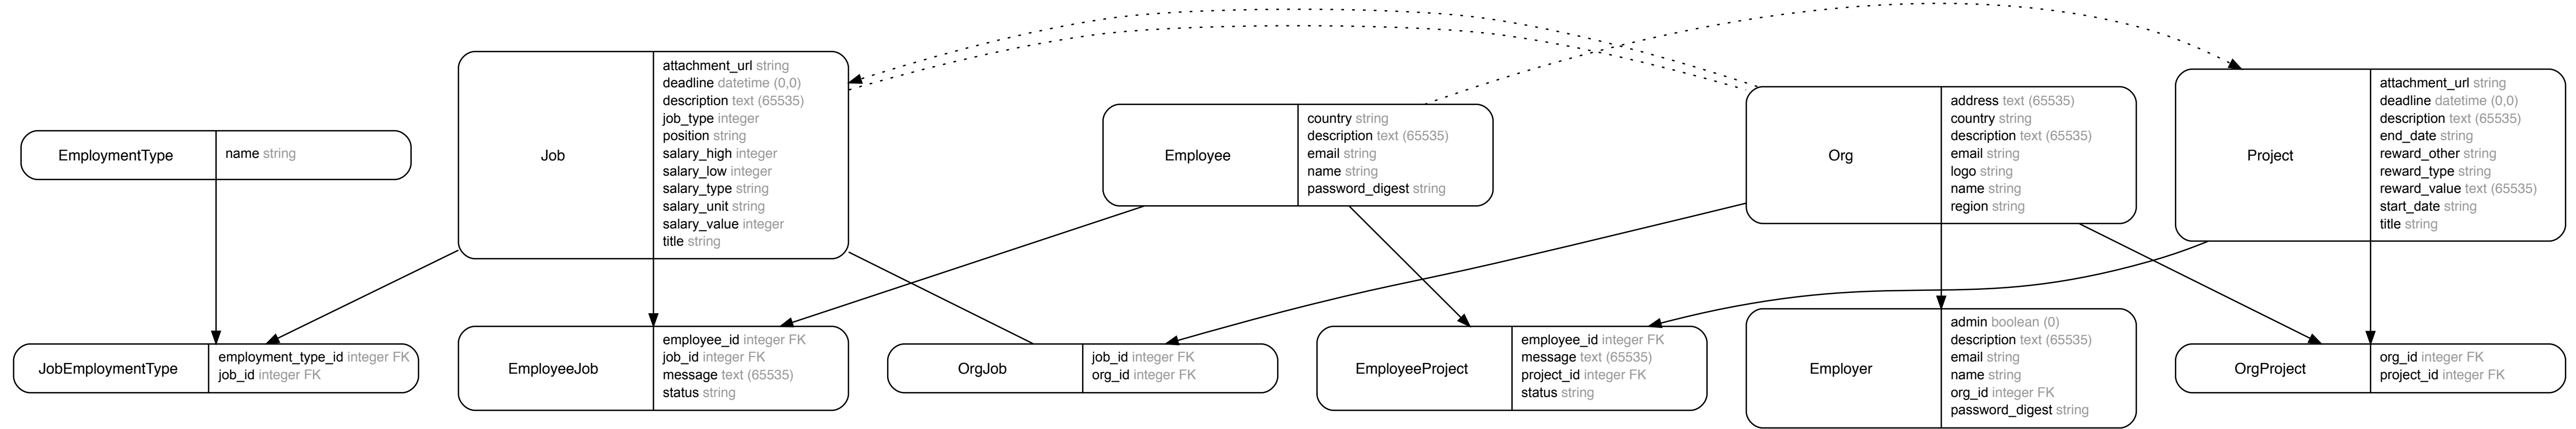 EmploymentType
name string
Job
attachment_url string
deadline datetime (0,0)
description text (65535)
job_type integer
position string
salary_high integer
salary_low integer
salary_type string
salary_unit string
salary_value integer
title string
Employee
country string
description text (65535)
email string
name string
password_digest string
Org
address text (65535)
country string
description text (65535)
email string
logo string
name string
region string
Project
attachment_url string
deadline datetime (0,0)
description text (65535)
end_date string
reward_other string
reward_type string
reward_value text (65535)
start_date string
title string
JobEmploymentType
employment_type_id integer FK
job_id integer FK
EmployeeJob
employee_id integer FK
job_id integer FK
message text (65535)
status string
OrgJob
job_id integer FK
org_id integer FK
EmployeeProject
employee_id integer FK
message text (65535)
project_id integer FK
status string
Employer
admin boolean (0)
description text (65535)
email string
name string
org_id integer FK
password_digest string
OrgProject
org_id integer FK
project_id integer FK